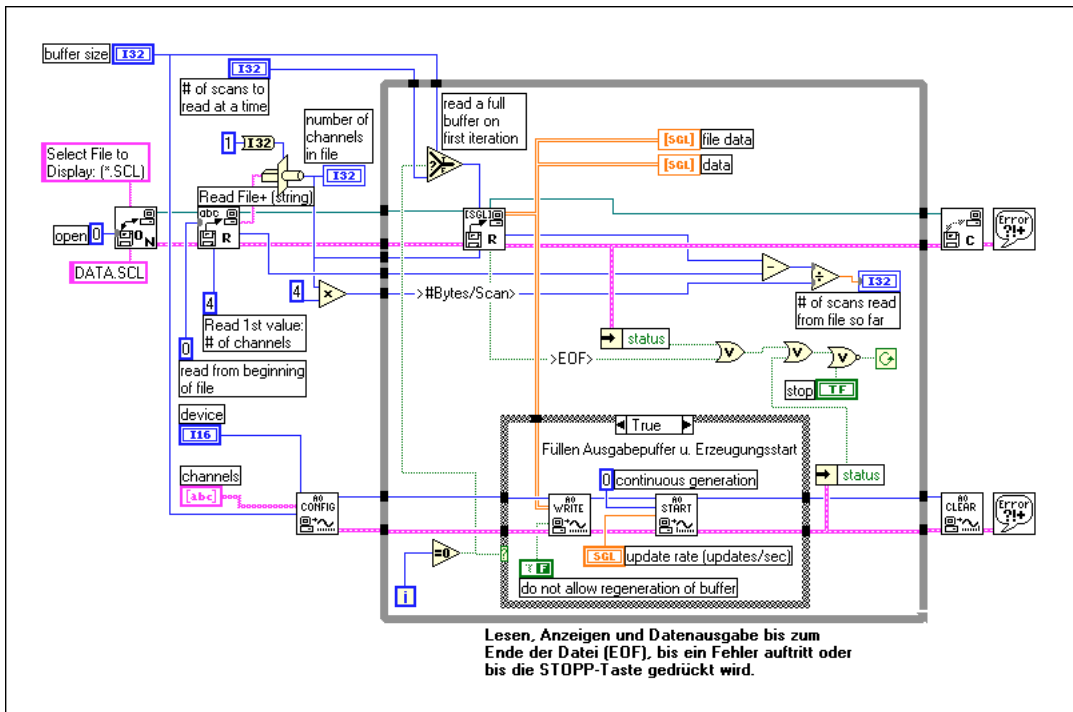 buffer size
I32
I32
# of scans to
read at a time
read a full
buffer on
first iteration
number of
channels
in file
1
I32
I32
[SGL]
file data
[SGL]
data
Select File to
Display: (*.SCL)
Read File+ (string)
abc
R
[SGL]
R
open
0
O
N
C
Error
?!+
DATA.SCL
4
4
>#Bytes/Scan>
I32
# of scans read
from file so far
Read 1st value:
# of channels
0
read from beginning
of file
status
>EOF>
stop
TF
device
I16
True
Füllen Ausgabepuffer u. Erzeugungsstart
channels
[abc]
0
continuous generation
status
AO
CONFIG
AO
WRITE
AO
START
AO
CLEAR
Error
?!+
=0
?
SGL
update rate (updates/sec)
F
do not allow regeneration of buffer
i
Lesen, Anzeigen und Datenausgabe bis zum
Ende der Datei (EOF), bis ein Fehler auftritt oder
bis die STOPP-Taste gedrückt wird.